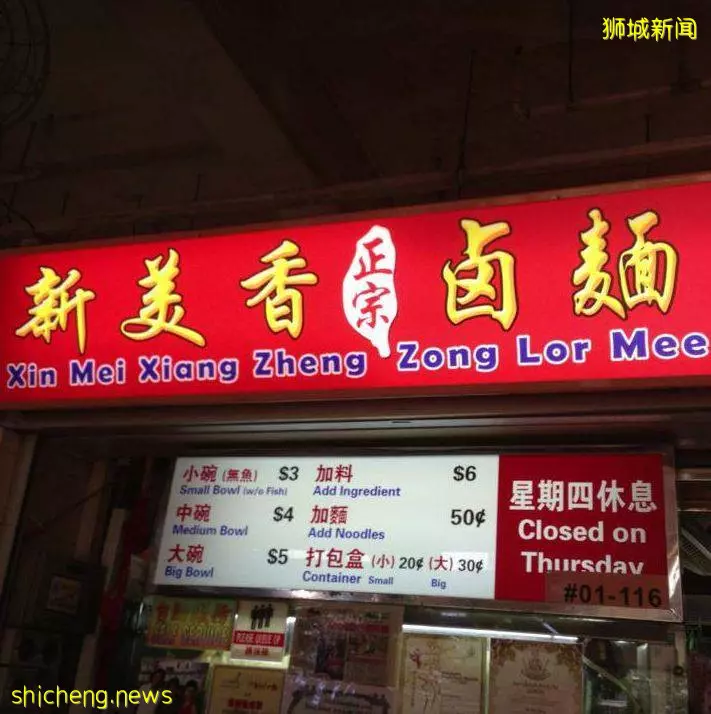 狮城新闻
新美香正宗卤麵
Xin Mei Xiang Zheng Zong Lor Mee
小碗 (無魚) $3
Small Bowl (w/o Fish)
中碗 $4
Medium Bowl
大碗 $5
Big Bowl
加料 $6
Add Ingredient
加麵 50¢
Add Noodles
打包盒 (小) 20¢ (大) 30¢
Container Small Big
星期四休息
Closed on
Thursday
#01-116
PLEASE QUEUE UP
shicheng.news